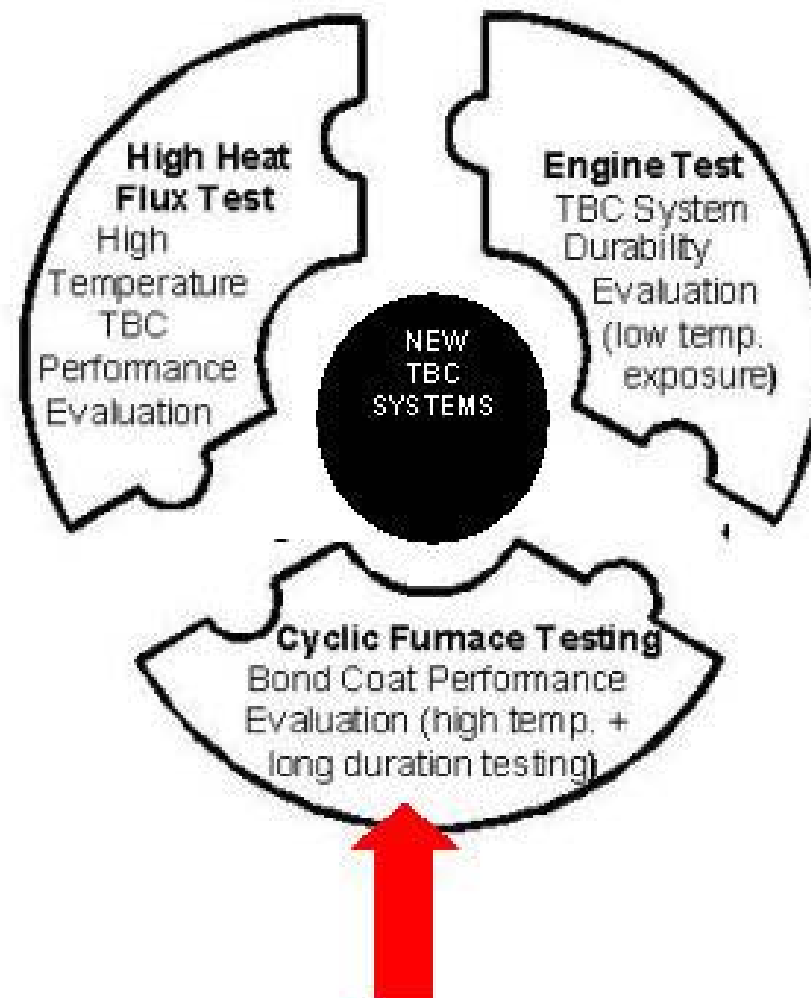 High Heat
Flux Test
High
Temperature
TBC
Performance
Evaluation
Engine Test
TBC System
Durability
Evaluation
(low temp.
exposure)
NEW
TBC
SYSTEMS
Cyclic Furnace Testing
Bond Coat Performance
Evaluation (high temp. +
long duration testing)